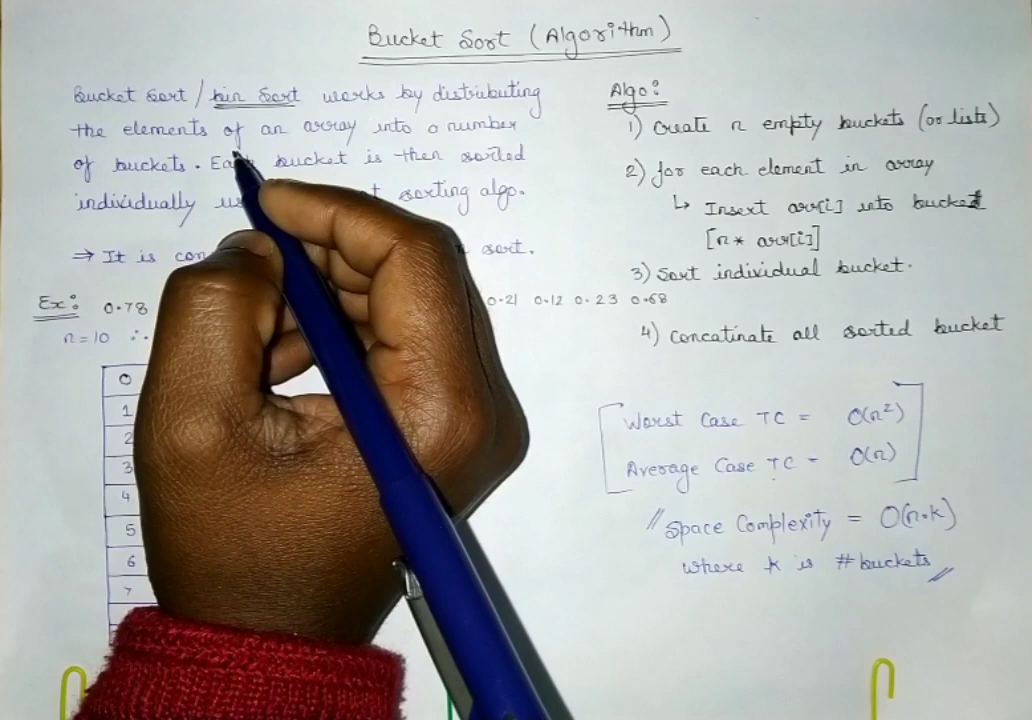 Bucket Sort (Algorithm)
Bucket Sort / bin Sort works by distributing
the elements of an array into a number
of buckets. Each bucket is then sorted
individually sorting algo.
⇒ It is sort.
Ex: 0.78 0.21 0.12 0.23 0.68
n = 10 ∴
0
1
2
3
4
5
6
7
Algo:
1) Create n empty buckets (or lists)
2) for each element in array
↳ Insert arr[i] into bucket
[n * arr[i]]
3) Sort individual bucket.
4) Concatinate all sorted bucket
Worst Case TC = O(n²)
Average Case TC = O(n)
// Space Complexity = O(n·k)
where k is # buckets //